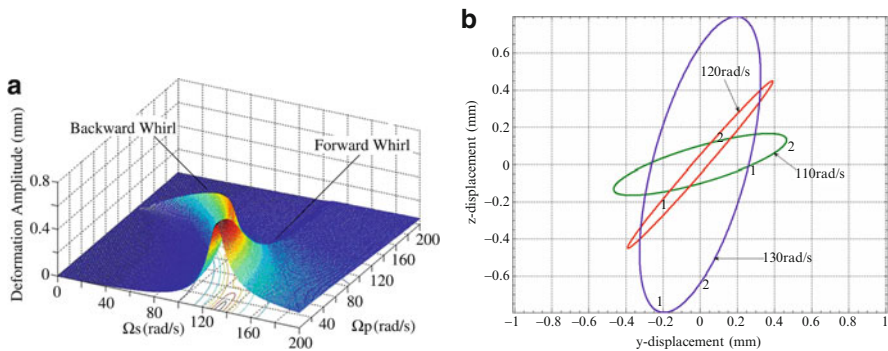 a
Deformation Amplitude (mm)
0.8
0.4
0
Backward Whirl
Forward Whirl
0
40
80
120
160
200
Ωs(rad/s)
40
80
120
160
200
Ωp(rad/s)
b
z-displacement (mm)
0.6
0.4
0.2
0
−0.2
−0.4
−0.6
−1 −0.8 −0.6 −0.4 −0.2 0 0.2 0.4 0.6 0.8 1
y-displacement (mm)
120rad/s
110rad/s
130rad/s
2
2
1
1
1
2